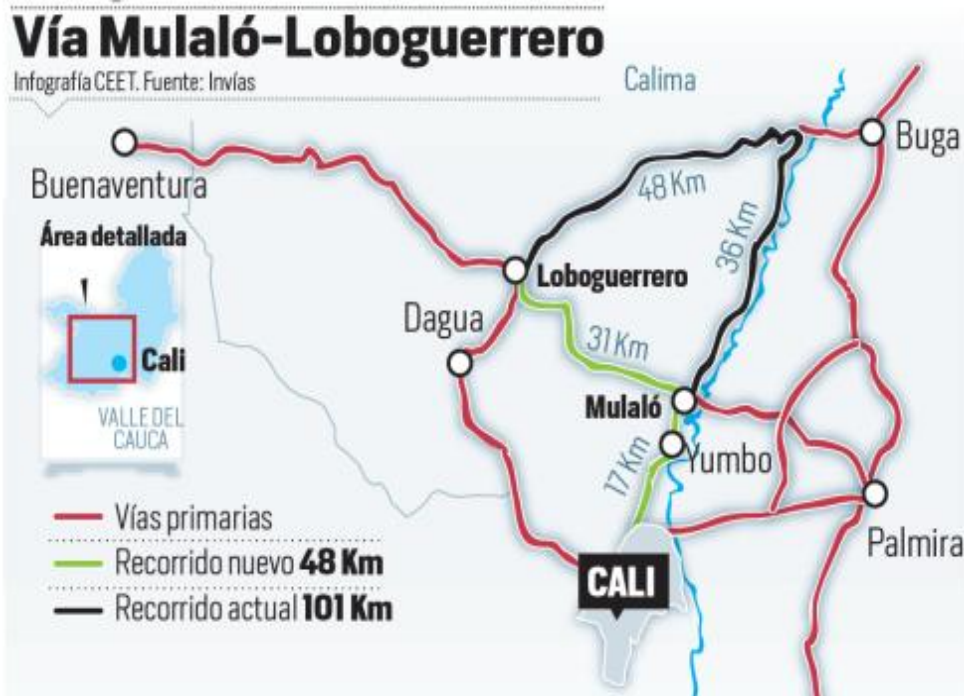 Vía Mulaló-Loboguerrero
Infografía CEET. Fuente: Invías
Calima
Buga
Buenaventura
48 Km
36 Km
Área detallada
Loboguerrero
Dagua
31 Km
Cali
Mulaló
VALLE DEL
CAUCA
Yumbo
17 Km
Vías primarias
Palmira
Recorrido nuevo 48 Km
CALI
Recorrido actual 101 Km